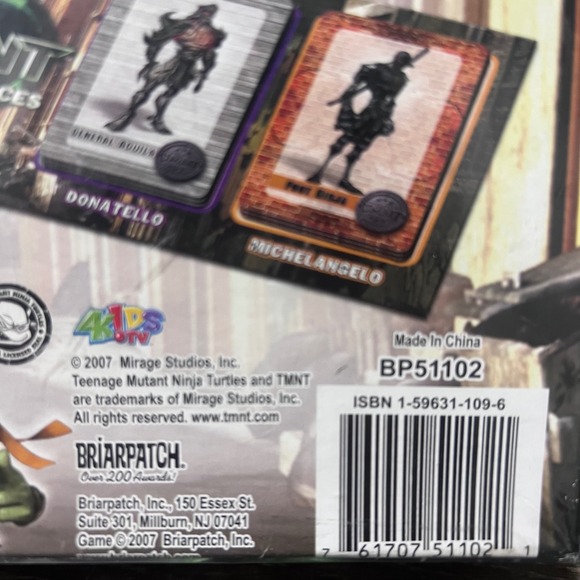 NT
CES
GENERAL AGUILA
DONATELLO
FOOT NINJA
MICHELANGELO
4KiDS.TV
© 2007 Mirage Studios, Inc.
Teenage Mutant Ninja Turtles and TMNT
are trademarks of Mirage Studios, Inc.
All rights reserved. www.tmnt.com
Made In China
BP51102
BRiARPATCH.
Over 200 Awards!
Briarpatch, Inc., 150 Essex St.
Suite 301, Millburn, NJ 07041
Game © 2007 Briarpatch, Inc.
ISBN 1-59631-109-6
7 61707 51102 1